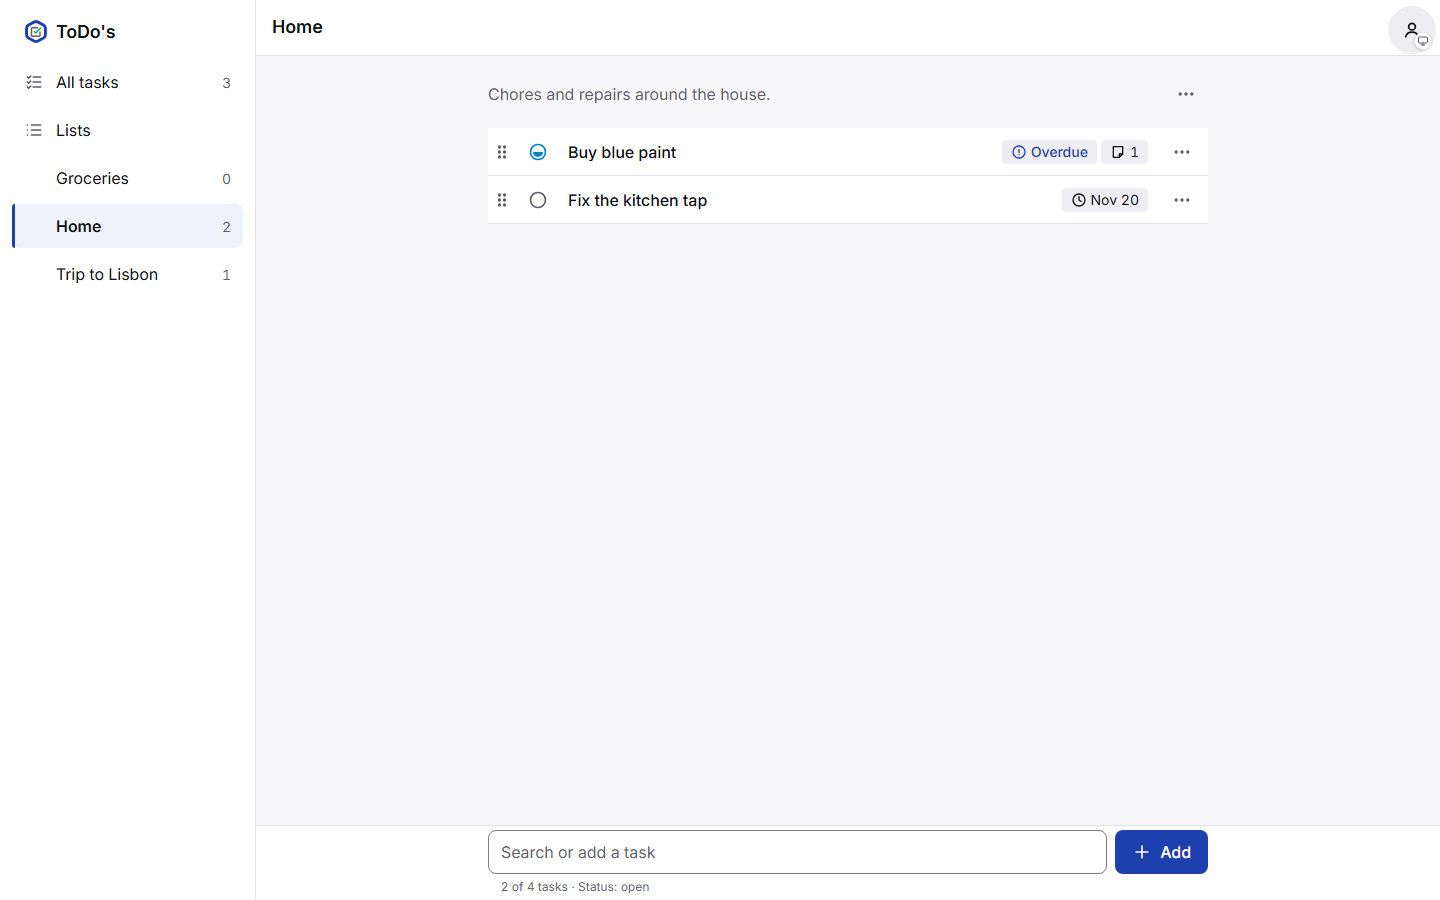 ToDo's
All tasks 3
Lists
Groceries 0
Home 2
Trip to Lisbon 1
Home
Chores and repairs around the house.
Buy blue paint Overdue 1
Fix the kitchen tap Nov 20
Search or add a task
Add
2 of 4 tasks · Status: open